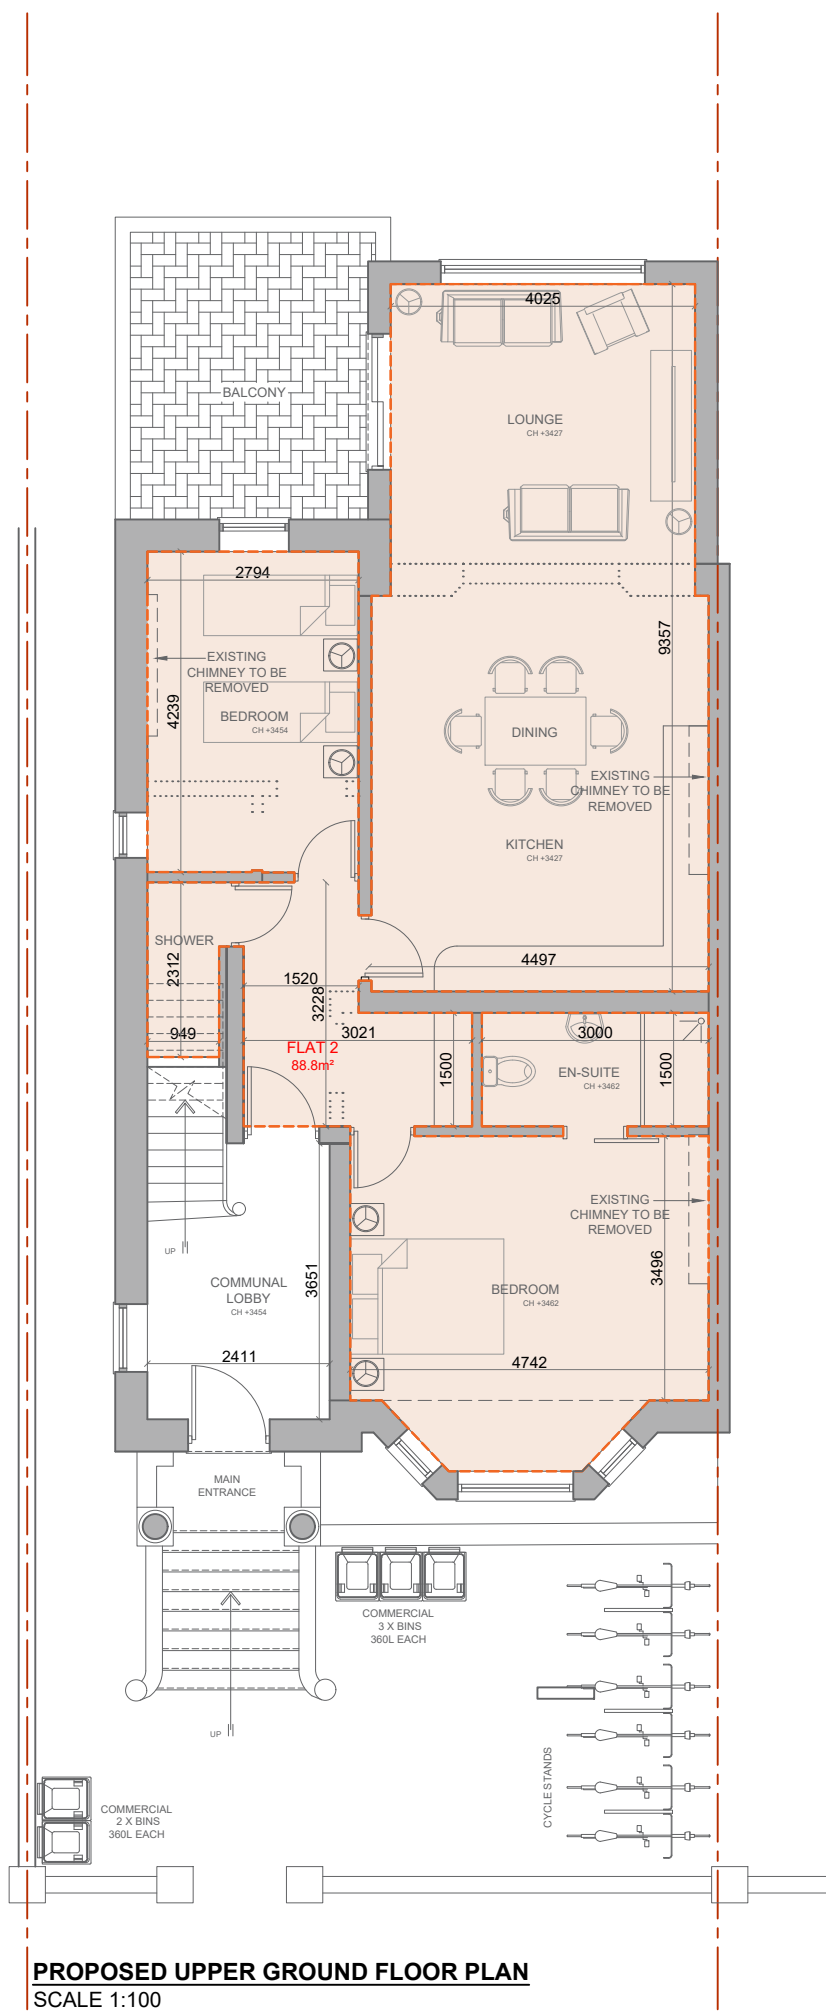 4025
BALCONY
LOUNGE
CH +3427
2794
EXISTING
CHIMNEY TO BE
REMOVED
4239
BEDROOM
CH +3454
9357
DINING
EXISTING
CHIMNEY TO BE
REMOVED
KITCHEN
CH +3427
SHOWER
2312
949
1520
3228
4497
3021
FLAT 2
88.8m²
1500
3000
EN-SUITE
CH +3462
1500
EXISTING
CHIMNEY TO BE
REMOVED
UP
COMMUNAL
LOBBY
CH +3454
3651
BEDROOM
CH +3462
3496
2411
4742
MAIN
ENTRANCE
COMMERCIAL
3 X BINS
360L EACH
UP
CYCLE STANDS
COMMERCIAL
2 X BINS
360L EACH
PROPOSED UPPER GROUND FLOOR PLAN
SCALE 1:100